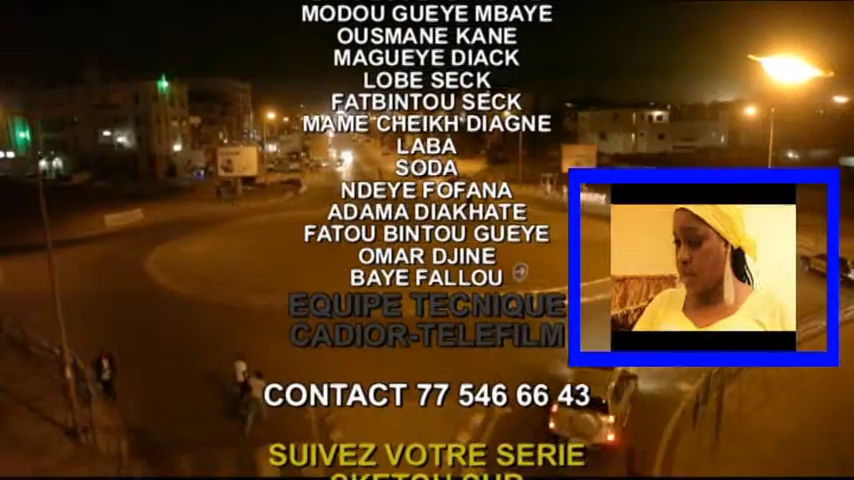 MODOU GUEYE MBAYE
OUSMANE KANE
MAGUEYE DIACK
LOBE SECK
FATBINTOU SECK
MAME CHEIKH DIAGNE
LABA
SODA
NDEYE FOFANA
ADAMA DIAKHATE
FATOU BINTOU GUEYE
OMAR DJINE
BAYE FALLOU
EQUIPE TECNIQUE
CADIOR-TELEFILM
CONTACT 77 546 66 43
SUIVEZ VOTRE SERIE
SKETCH SUR